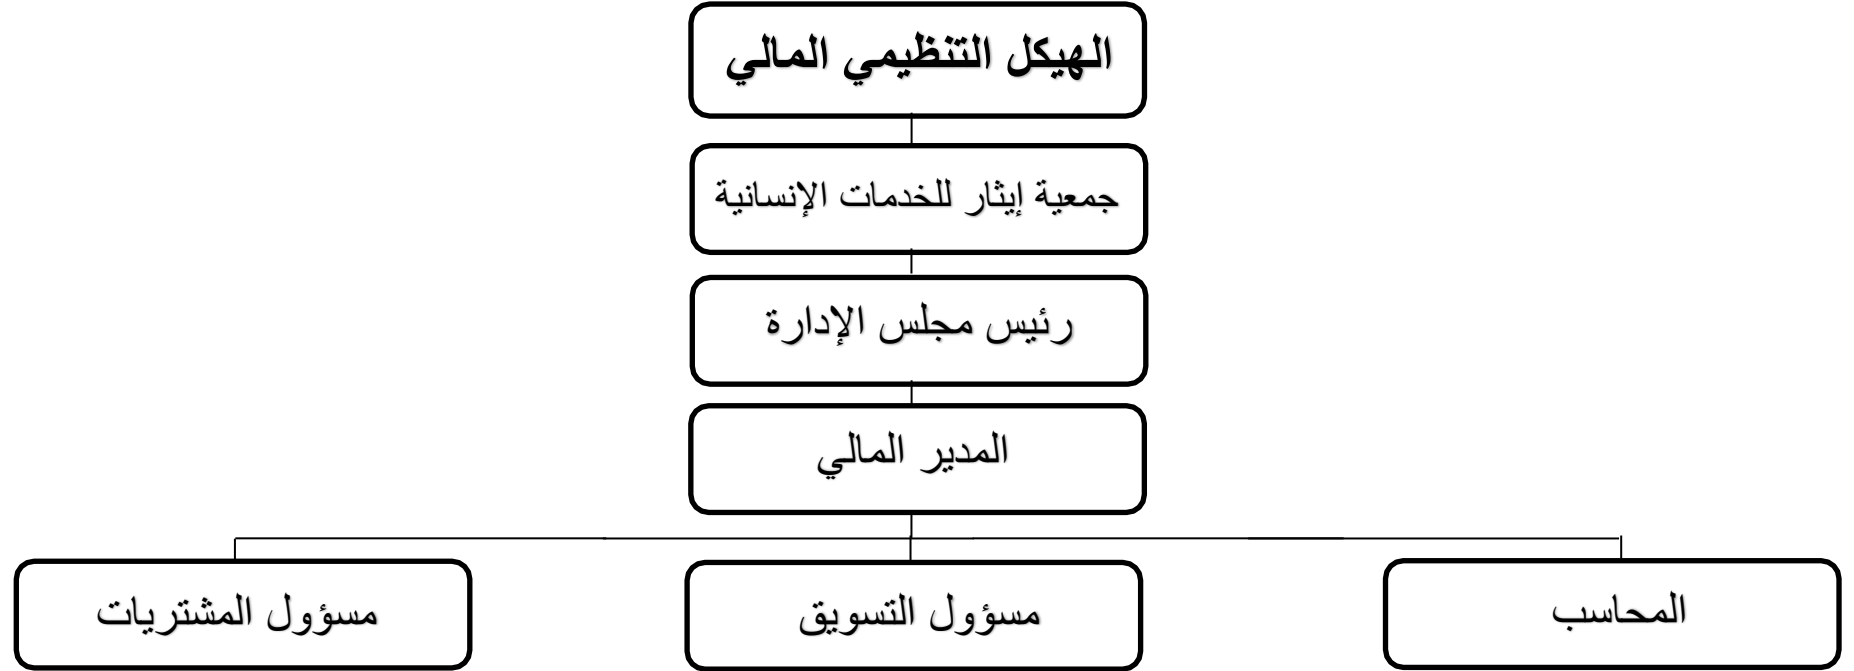 الهيكل التنظيمي المالي
جمعية إيثار للخدمات الإنسانية
رئيس مجلس الإدارة
المدير المالي
المحاسب
مسؤول التسويق
مسؤول المشتريات